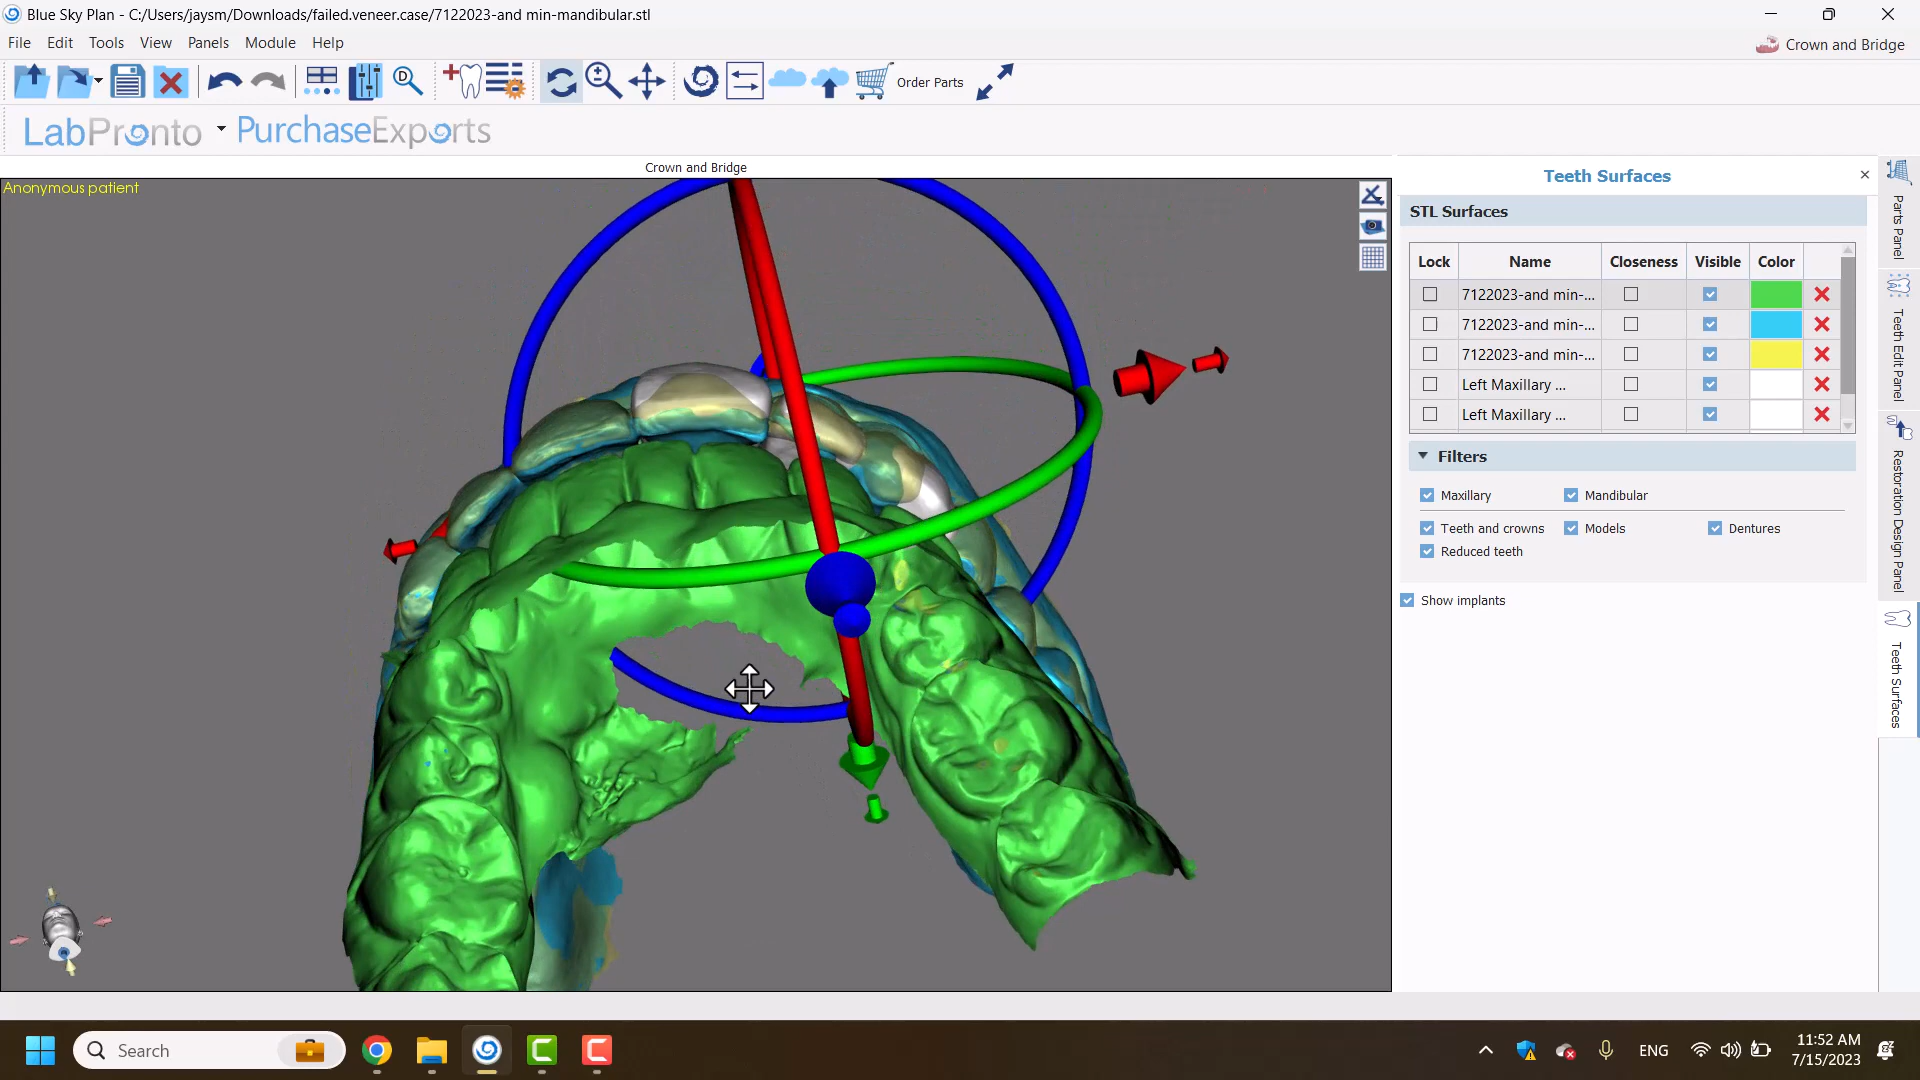 Blue Sky Plan - C:/Users/jaysm/Downloads/failed.veneer.case/7122023-and min-mandibular.stl
File Edit Tools View Panels Module Help
Crown and Bridge
D
Order Parts
LabPronto PurchaseExports
Crown and Bridge
Anonymous patient
Teeth Surfaces
STL Surfaces
Lock Name Closeness Visible Color
7122023-and min-...
7122023-and min-...
7122023-and min-...
Left Maxillary ...
Left Maxillary ...
Filters
Maxillary Mandibular
Teeth and crowns Models Dentures
Reduced teeth
Show implants
Parts Panel
Teeth Edit Panel
Restoration Design Panel
Teeth Surfaces
Search
ENG
11:52 AM
7/15/2023